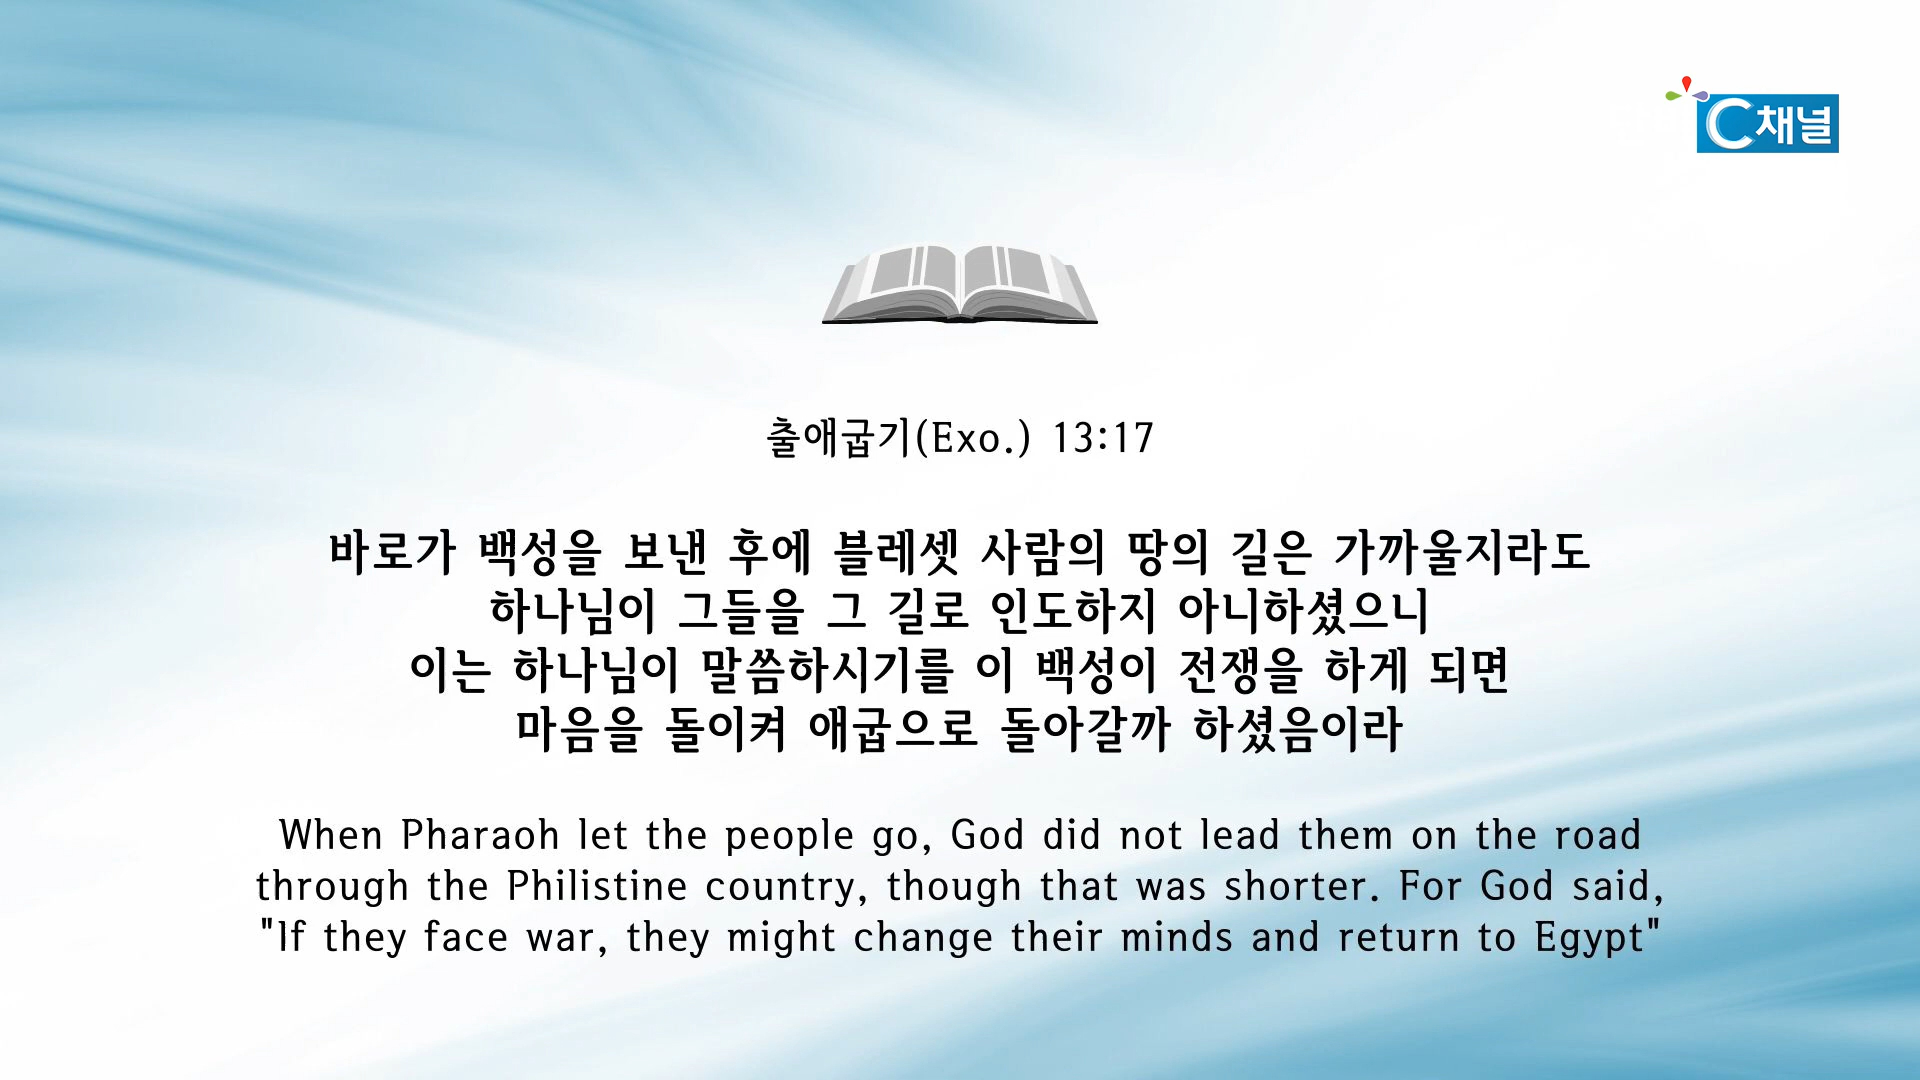 C채널
출애굽기(Exo.) 13:17
바로가 백성을 보낸 후에 블레셋 사람의 땅의 길은 가까울지라도
하나님이 그들을 그 길로 인도하지 아니하셨으니
이는 하나님이 말씀하시기를 이 백성이 전쟁을 하게 되면
마음을 돌이켜 애굽으로 돌아갈까 하셨음이라
When Pharaoh let the people go, God did not lead them on the road
through the Philistine country, though that was shorter. For God said,
"If they face war, they might change their minds and return to Egypt"